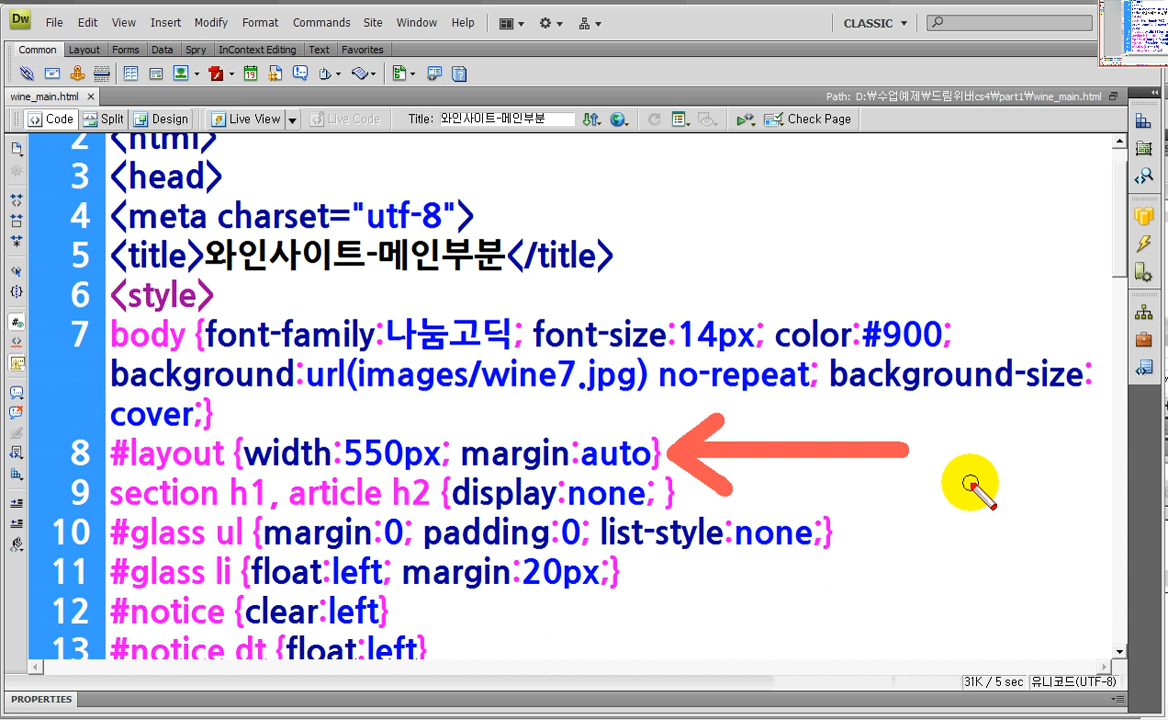 Dw File Edit View Insert Modify Format Commands Site Window Help CLASSIC
Common Layout Forms Data Spry InContext Editing Text Favorites
wine_main.html Path: D:₩수업예제₩드림위버cs4₩part1₩wine_main.html
Code Split Design Live View Live Code Title: 와인사이트-메인부분 Check Page
2 <html>
3 <head>
4 <meta charset="utf-8">
5 <title>와인사이트-메인부분</title>
6 <style>
7 body {font-family:나눔고딕; font-size:14px; color:#900;
background:url(images/wine7.jpg) no-repeat; background-size:
cover;}
8 #layout {width:550px; margin:auto}
9 section h1, article h2 {display:none; }
10 #glass ul {margin:0; padding:0; list-style:none;}
11 #glass li {float:left; margin:20px;}
12 #notice {clear:left}
13 #notice dt {float:left}
31K / 5 sec 유니코드(UTF-8)
PROPERTIES